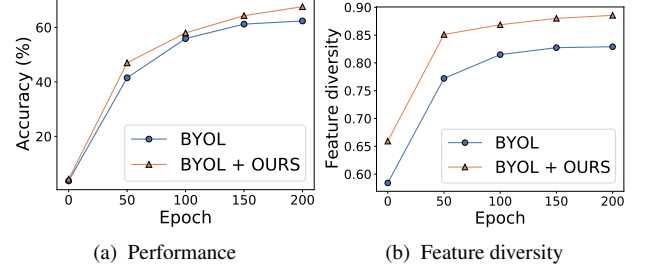 Accuracy (%)
60
40
20
BYOL
BYOL + OURS
0 50 100 150 200
Epoch
(a) Performance
Feature diversity
0.90
0.85
0.80
0.75
0.70
0.65
0.60
BYOL
BYOL + OURS
0 50 100 150 200
Epoch
(b) Feature diversity